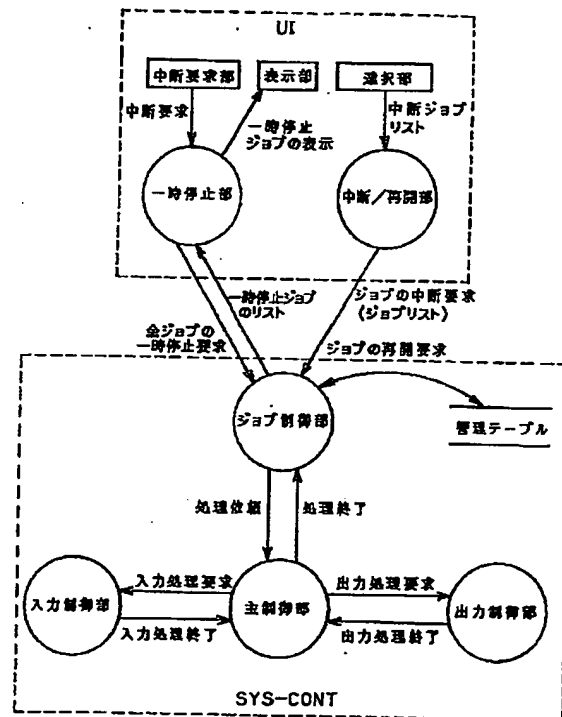 UI
中断要求部
表示部
選択部
中断要求
一時停止
ジョブの表示
中断ジョブ
リスト
一時停止部
中断／再開部
一時停止ジョブ
のリスト
ジョブの中断要求
(ジョブリスト)
全ジョブの
一時停止要求
ジョブの再開要求
ジョブ制御部
管理テーブル
処理依頼
処理終了
入力処理要求
出力処理要求
入力制御部
主制御部
出力制御部
入力処理終了
出力処理終了
SYS-CONT